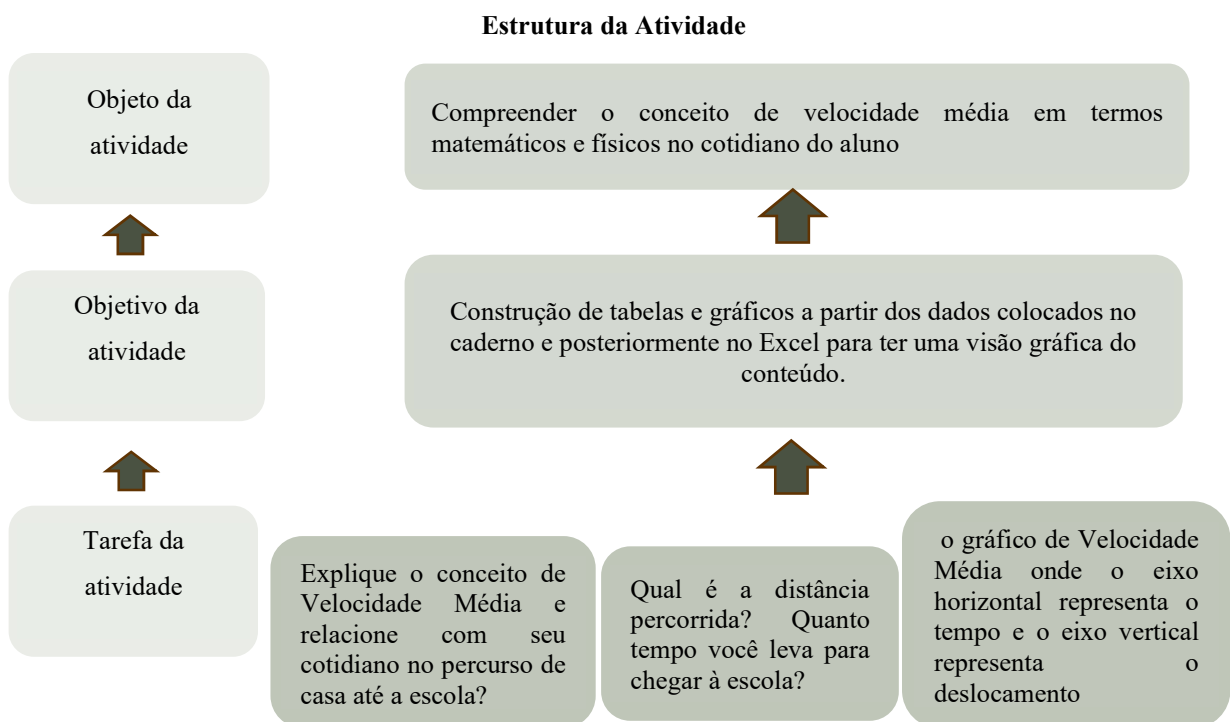 Estrutura da Atividade
Objeto da
atividade
Compreender o conceito de velocidade média em termos
matemáticos e físicos no cotidiano do aluno
Objetivo da
atividade
Construção de tabelas e gráficos a partir dos dados colocados no
caderno e posteriormente no Excel para ter uma visão gráfica do
conteúdo.
Tarefa da
atividade
Explique o conceito de
Velocidade Média e
relacione com seu
cotidiano no percurso de
casa até a escola?
Qual é a distância
percorrida? Quanto
tempo você leva para
chegar à escola?
o gráfico de Velocidade
Média onde o eixo
horizontal representa o
tempo e o eixo vertical
representa o
deslocamento